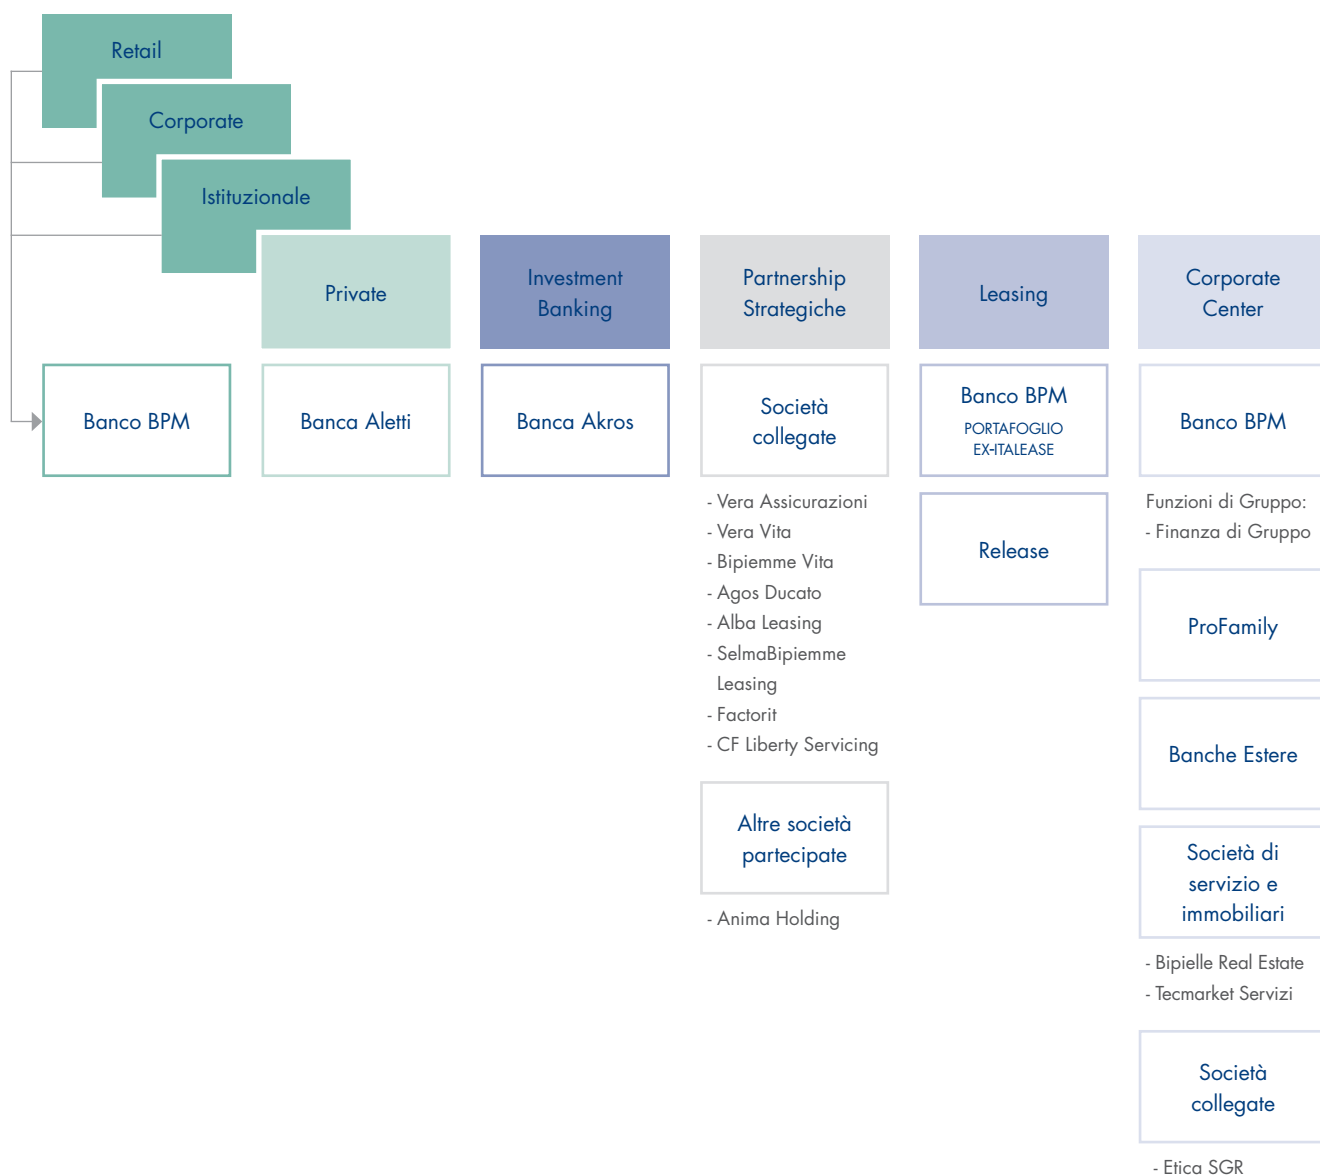 Retail
Corporate
Istituzionale
Private
Investment
Banking
Partnership
Strategiche
Leasing
Corporate
Center
Banco BPM
Banca Aletti
Banca Akros
Società
collegate
- Vera Assicurazioni
- Vera Vita
- Bipiemme Vita
- Agos Ducato
- Alba Leasing
- SelmaBipiemme
Leasing
- Factorit
- CF Liberty Servicing
Altre società
partecipate
- Anima Holding
Banco BPM
PORTAFOGLIO
EX-ITALEASE
Release
Banco BPM
Funzioni di Gruppo:
- Finanza di Gruppo
ProFamily
Banche Estere
Società di
servizio e
immobiliari
- Bipielle Real Estate
- Tecmarket Servizi
Società
collegate
- Etica SGR